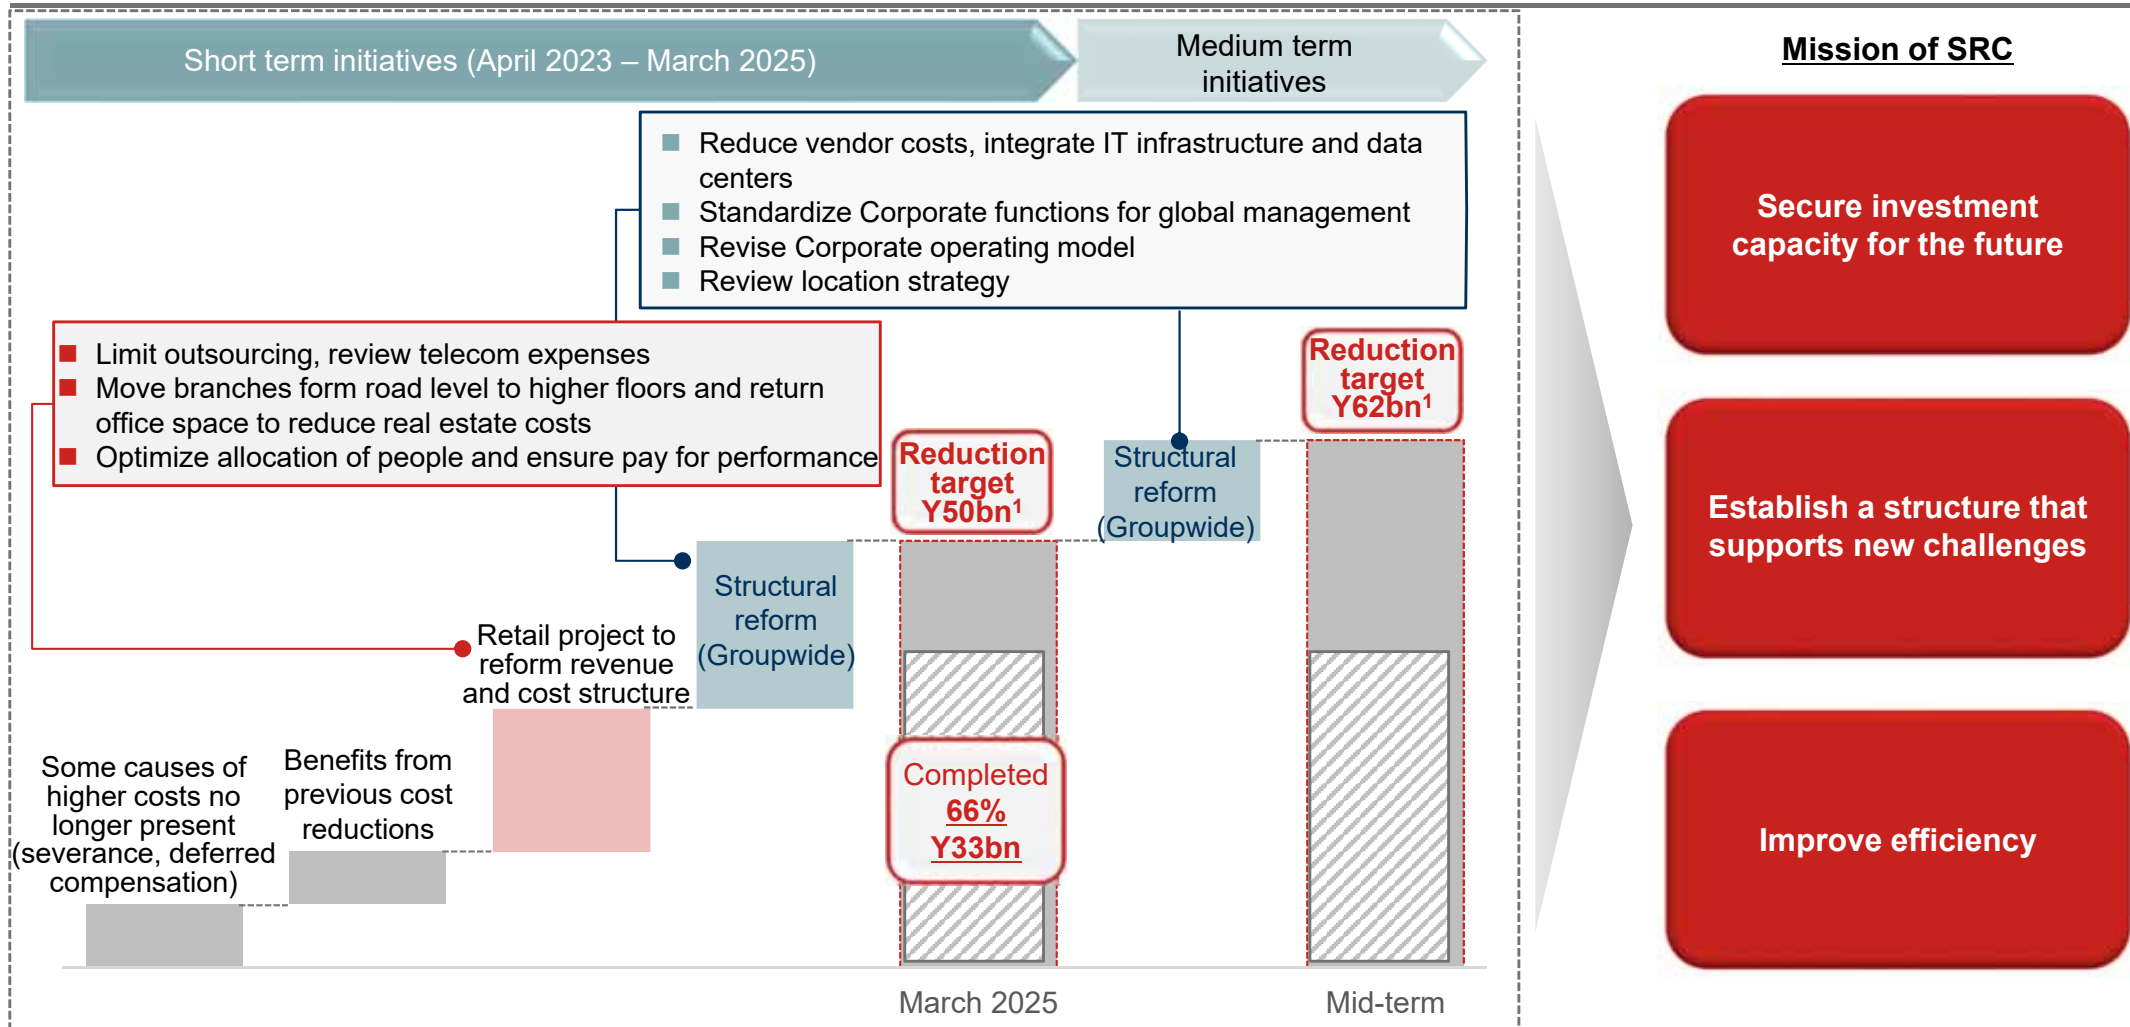 Short term initiatives (April 2023 – March 2025)
Medium term
initiatives
Mission of SRC
■ Reduce vendor costs, integrate IT infrastructure and data
centers
■ Standardize Corporate functions for global management
■ Revise Corporate operating model
■ Review location strategy
■ Limit outsourcing, review telecom expenses
■ Move branches form road level to higher floors and return
office space to reduce real estate costs
■ Optimize allocation of people and ensure pay for performance
Some causes of
higher costs no
longer present
(severance, deferred
compensation)
Benefits from
previous cost
reductions
Retail project to
reform revenue
and cost structure
Structural
reform
(Groupwide)
Reduction
target
Y50bn¹
Completed
66%
Y33bn
Structural
reform
(Groupwide)
Reduction
target
Y62bn¹
March 2025
Mid-term
Secure investment
capacity for the future
Establish a structure that
supports new challenges
Improve efficiency